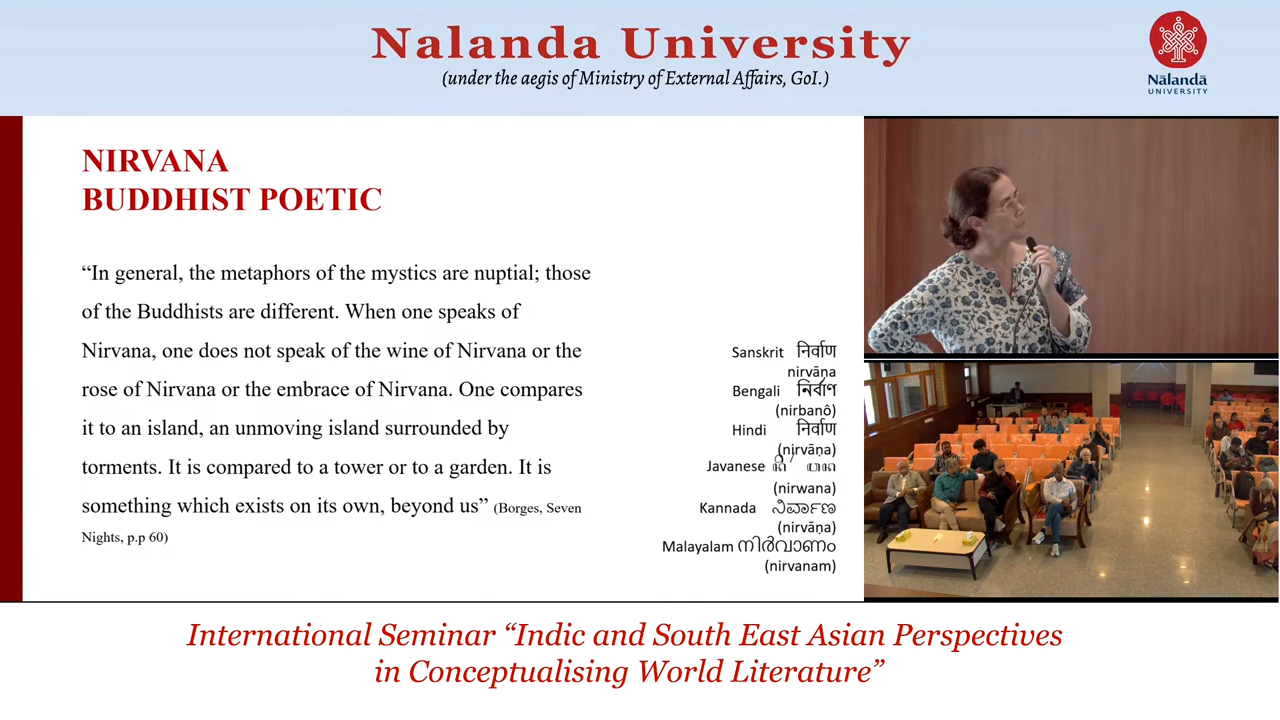 Nalanda University
(under the aegis of Ministry of External Affairs, GoI.)
Nālandā
UNIVERSITY
NIRVANA
BUDDHIST POETIC
“In general, the metaphors of the mystics are nuptial; those
of the Buddhists are different. When one speaks of
Nirvana, one does not speak of the wine of Nirvana or the
rose of Nirvana or the embrace of Nirvana. One compares
it to an island, an unmoving island surrounded by
torments. It is compared to a tower or to a garden. It is
something which exists on its own, beyond us” (Borges, Seven
Nights, p.p 60)
Sanskrit निर्वाण
nirvāṇa
Bengali নির্বাণ
(nirbanô)
Hindi निर्वाण
(nirvāṇa)
Javanese
(nirwana)
Kannada ನಿರ್ವಾಣ
(nirvāṇa)
Malayalam നിർവാണം
(nirvanam)
International Seminar “Indic and South East Asian Perspectives
in Conceptualising World Literature”